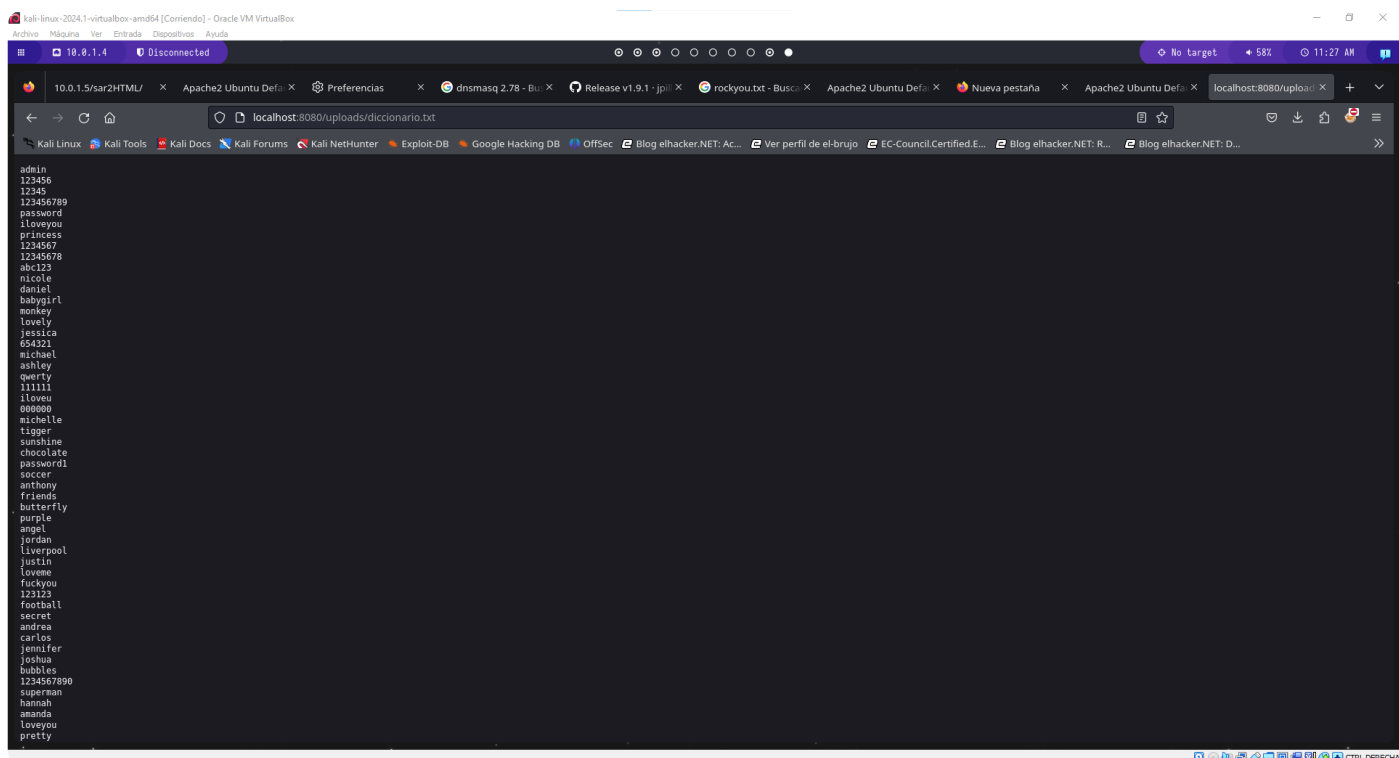 kali-linux-2024.1-virtualbox-amd64 [Corriendo] - Oracle VM VirtualBox
Archivo Máquina Ver Entrada Dispositivos Ayuda
10.0.1.4 Disconnected No target 58% 11:27 AM
10.0.1.5/sar2HTML/ Apache2 Ubuntu Defa Preferencias dnsmasq 2.78 - Bus Release v1.9.1 · jpill rockyou.txt - Busca Apache2 Ubuntu Defa Nueva pestaña Apache2 Ubuntu Defa localhost:8080/upload
localhost:8080/uploads/diccionario.txt
Kali Linux Kali Tools Kali Docs Kali Forums Kali NetHunter Exploit-DB Google Hacking DB OffSec Blog elhacker.NET: Ac... Ver perfil de el-brujo EC-Council.Certified.E... Blog elhacker.NET: R... Blog elhacker.NET: D...
admin
123456
12345
123456789
password
iloveyou
princess
1234567
12345678
abc123
nicole
daniel
babygirl
monkey
lovely
jessica
654321
michael
ashley
qwerty
111111
iloveu
000000
michelle
tigger
sunshine
chocolate
password1
soccer
anthony
friends
butterfly
purple
angel
jordan
liverpool
justin
loveme
fuckyou
123123
football
secret
andrea
carlos
jennifer
joshua
bubbles
1234567890
superman
hannah
amanda
loveyou
pretty
CTRL DERECHA